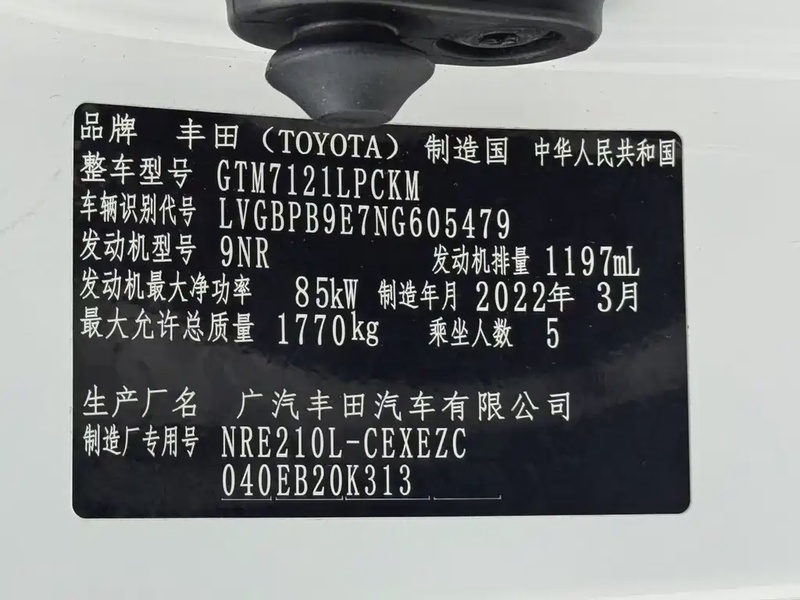 品牌 丰田（TOYOTA） 制造国 中华人民共和国
整车型号 GTM7121LPCKM
车辆识别代号 LVGBPB9E7NG605479
发动机型号 9NR 发动机排量 1197mL
发动机最大净功率 85kW 制造年月 2022年 3月
最大允许总质量 1770kg 乘坐人数 5
生产厂名 广汽丰田汽车有限公司
制造厂专用号 NRE210L-CEXEZC
040EB20K313